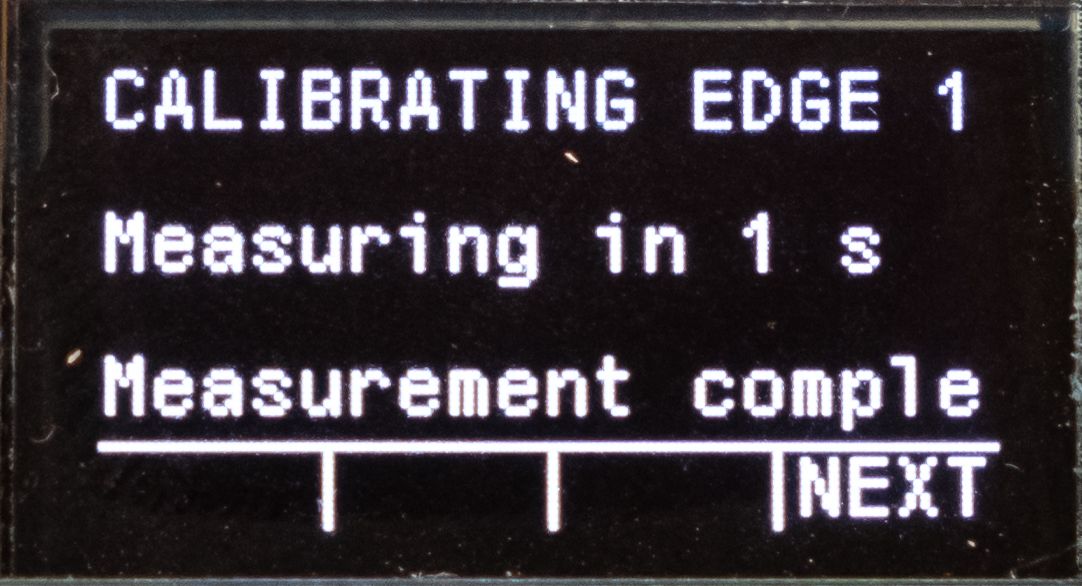 CALIBRATING EDGE 1
Measuring in 1 s
Measurement comple
NEXT